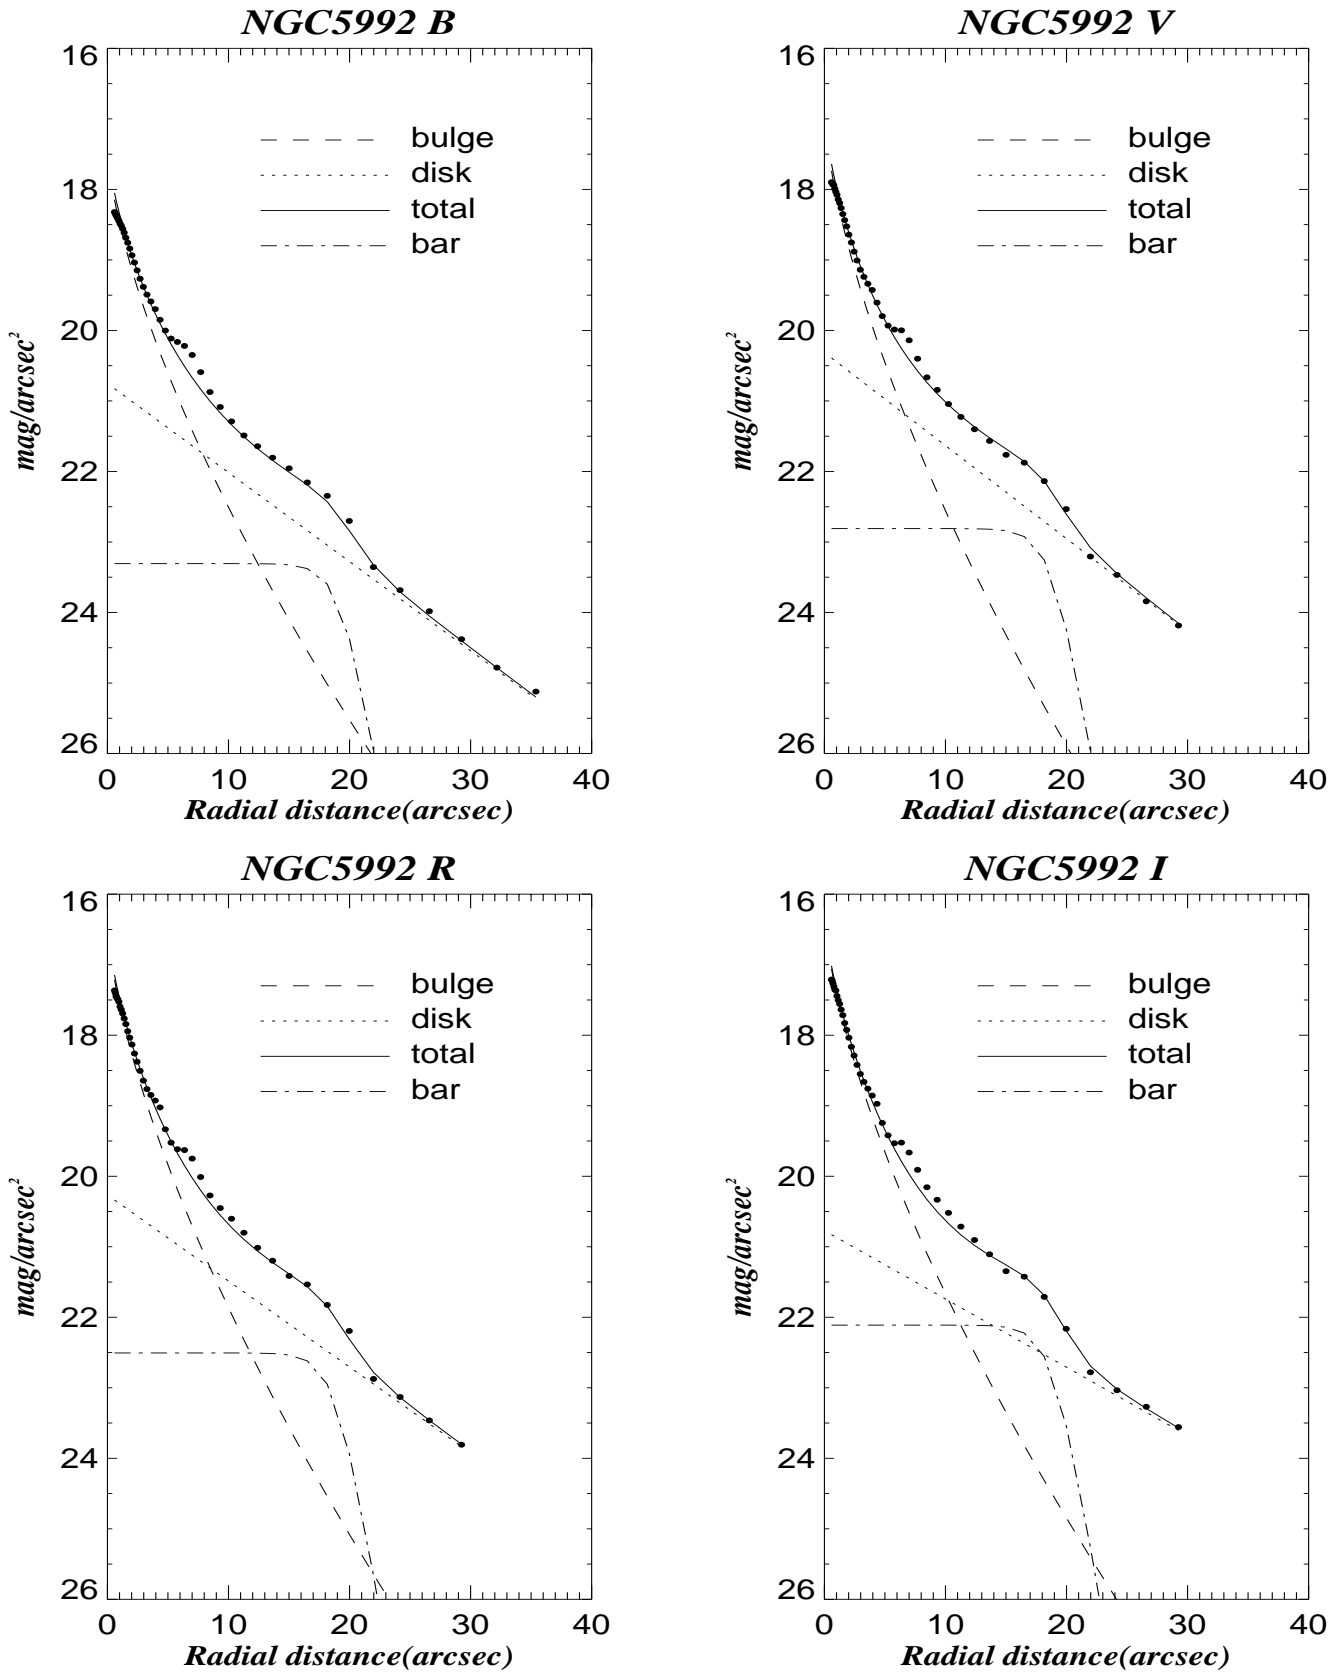 NGC5992 B
16
18
20
22
24
26
mag/arcsec²
bulge
disk
total
bar
0 10 20 30 40
Radial distance(arcsec)
NGC5992 V
16
18
20
22
24
26
mag/arcsec²
bulge
disk
total
bar
0 10 20 30 40
Radial distance(arcsec)
NGC5992 R
16
18
20
22
24
26
mag/arcsec²
bulge
disk
total
bar
0 10 20 30 40
Radial distance(arcsec)
NGC5992 I
16
18
20
22
24
26
mag/arcsec²
bulge
disk
total
bar
0 10 20 30 40
Radial distance(arcsec)